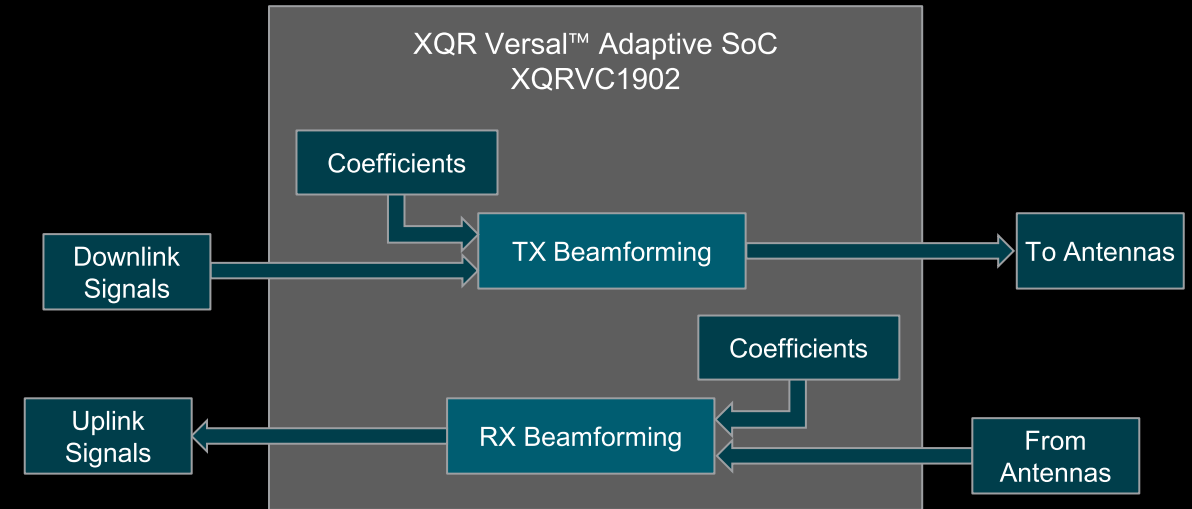 XQR Versal™ Adaptive SoC
XQRVC1902
Coefficients
Downlink
Signals
TX Beamforming
To Antennas
Coefficients
Uplink
Signals
RX Beamforming
From
Antennas